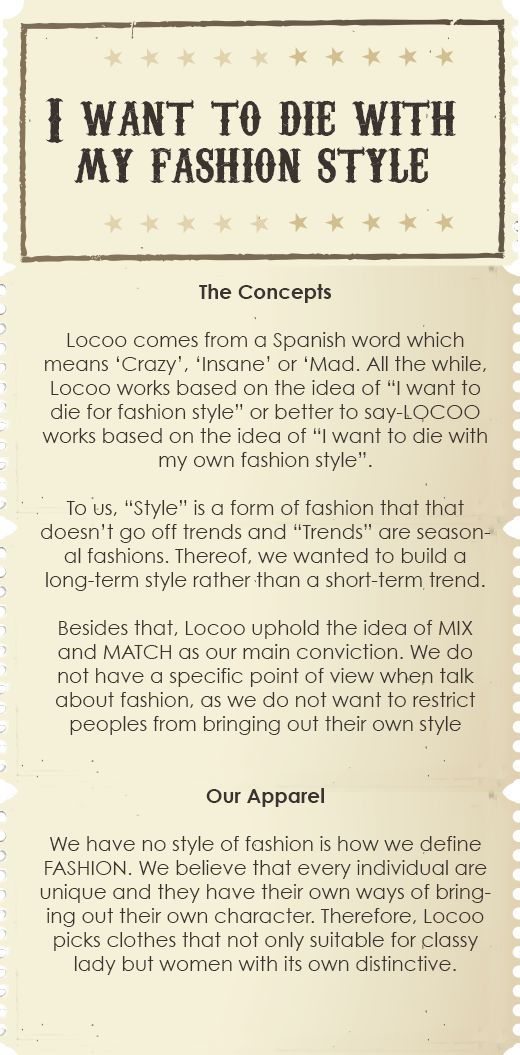 I WANT TO DIE WITH
MY FASHION STYLE
The Concepts
Locoo comes from a Spanish word which
means ‘Crazy’, ‘Insane’ or ‘Mad. All the while,
Locoo works based on the idea of “I want to
die for fashion style” or better to say-LOCOO
works based on the idea of “I want to die with
my own fashion style”.
To us, “Style” is a form of fashion that that
doesn’t go off trends and “Trends” are season-
al fashions. Thereof, we wanted to build a
long-term style rather than a short-term trend.
Besides that, Locoo uphold the idea of MIX
and MATCH as our main conviction. We do
not have a specific point of view when talk
about fashion, as we do not want to restrict
peoples from bringing out their own style
Our Apparel
We have no style of fashion is how we define
FASHION. We believe that every individual are
unique and they have their own ways of bring-
ing out their own character. Therefore, Locoo
picks clothes that not only suitable for classy
lady but women with its own distinctive.